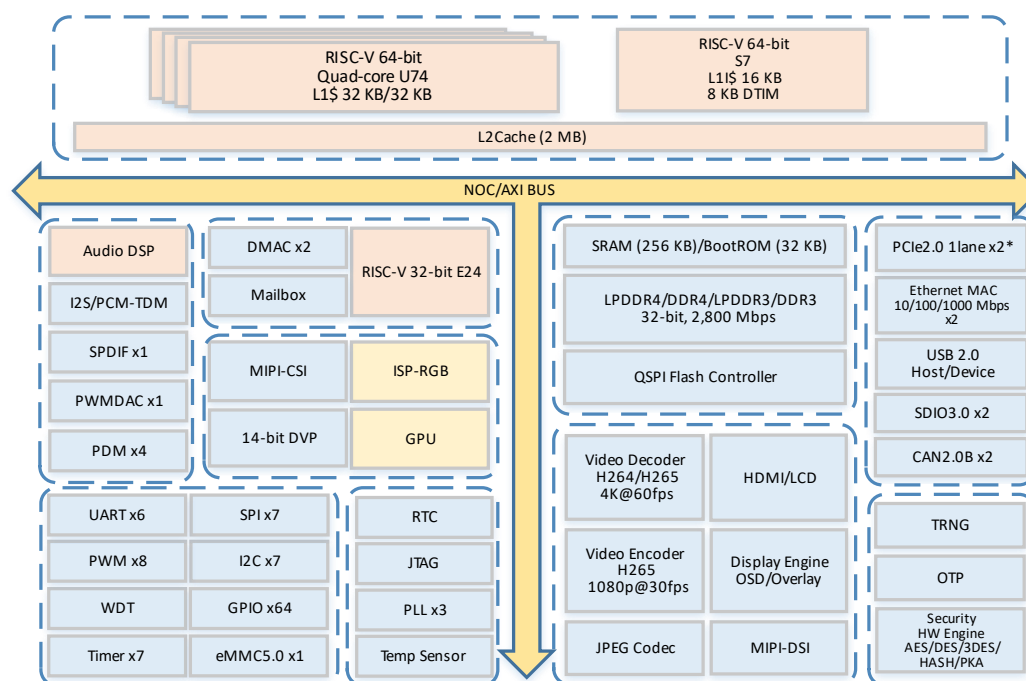 RISC-V 64-bit
Quad-core U74
L1$ 32 KB/32 KB
RISC-V 64-bit
S7
L1I$ 16 KB
8 KB DTIM
L2Cache (2 MB)
NOC/AXI BUS
Audio DSP
I2S/PCM-TDM
SPDIF x1
PWMDAC x1
PDM x4
DMAC x2
Mailbox
RISC-V 32-bit E24
MIPI-CSI
ISP-RGB
14-bit DVP
GPU
SRAM (256 KB)/BootROM (32 KB)
LPDDR4/DDR4/LPDDR3/DDR3
32-bit, 2,800 Mbps
QSPI Flash Controller
PCIe2.0 1lane x2*
Ethernet MAC
10/100/1000 Mbps
x2
USB 2.0
Host/Device
SDIO3.0 x2
CAN2.0B x2
UART x6
SPI x7
PWM x8
I2C x7
WDT
GPIO x64
Timer x7
eMMC5.0 x1
RTC
JTAG
PLL x3
Temp Sensor
Video Decoder
H264/H265
4K@60fps
HDMI/LCD
Video Encoder
H265
1080p@30fps
Display Engine
OSD/Overlay
JPEG Codec
MIPI-DSI
TRNG
OTP
Security
HW Engine
AES/DES/3DES/
HASH/PKA